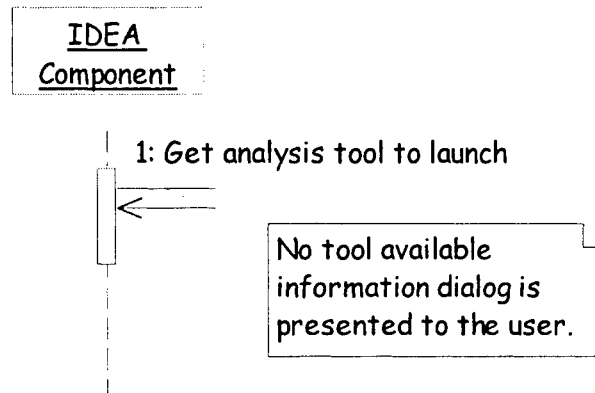 IDEA
Component
1: Get analysis tool to launch
No tool available
information dialog is
presented to the user.